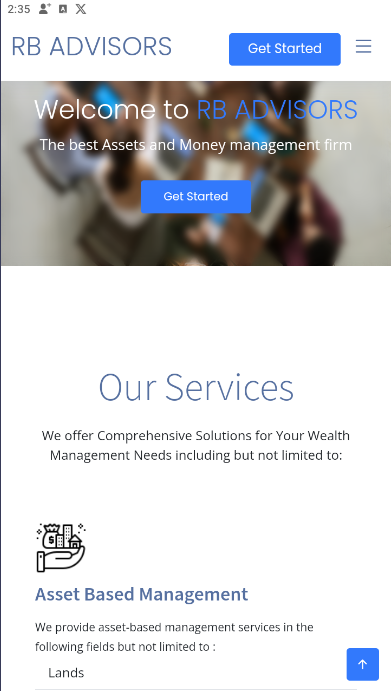 2:35
RB ADVISORS
Get Started
Welcome to RB ADVISORS
The best Assets and Money management firm
Get Started
Our Services
We offer Comprehensive Solutions for Your Wealth
Management Needs including but not limited to:
Asset Based Management
We provide asset-based management services in the
following fields but not limited to :
Lands